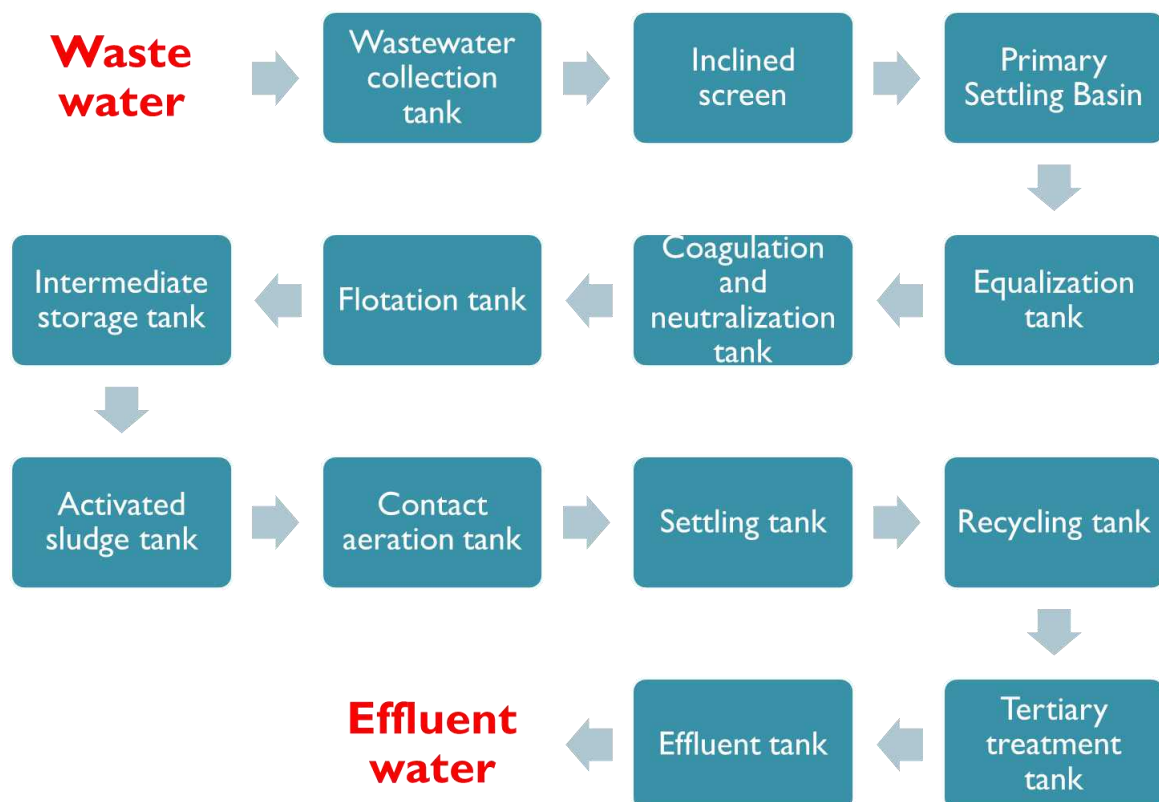 Waste
water
Wastewater
collection
tank
Inclined
screen
Primary
Settling Basin
Equalization
tank
Coagulation
and
neutralization
tank
Flotation tank
Intermediate
storage tank
Activated
sludge tank
Contact
aeration tank
Settling tank
Recycling tank
Tertiary
treatment
tank
Effluent tank
Effluent
water